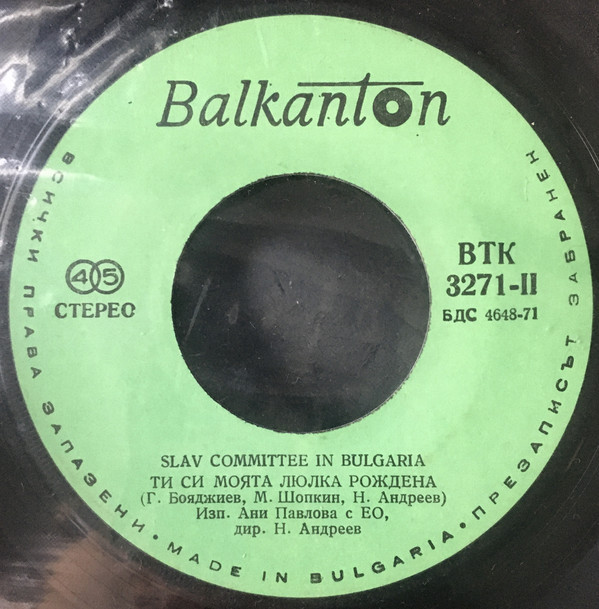 Balkanton
45
СТЕРЕО
ВТК
3271-II
БДС 4648-71
SLAV COMMITTEE IN BULGARIA
ТИ СИ МОЯТА ЛЮЛКА РОЖДЕНА
(Г. Бояджиев, М. Шопкин, Н. Андреев)
Изп. Ани Павлова с ЕО,
дир. Н. Андреев
ВСИЧКИ ПРАВА ЗАПАЗЕНИ • MADE IN BULGARIA • ПРЕЗАПИСЪТ ЗАБРАНЕН